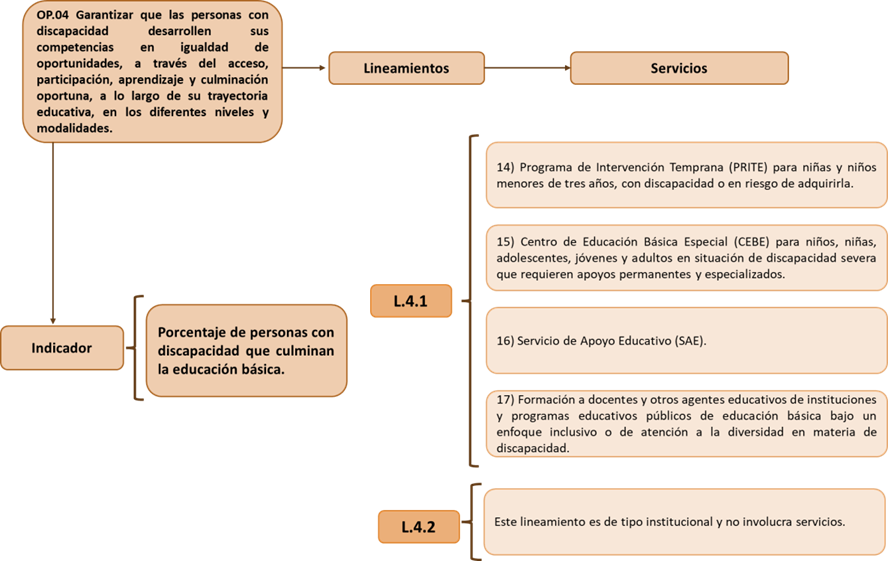 OP.04 Garantizar que las personas con
discapacidad desarrollen sus
competencias en igualdad de
oportunidades, a través del acceso,
participación, aprendizaje y culminación
oportuna, a lo largo de su trayectoria
educativa, en los diferentes niveles y
modalidades.
Lineamientos
Servicios
Indicador
Porcentaje de personas con
discapacidad que culminan
la educación básica.
L.4.1
14) Programa de Intervención Temprana (PRITE) para niñas y niños
menores de tres años, con discapacidad o en riesgo de adquirirla.
15) Centro de Educación Básica Especial (CEBE) para niños, niñas,
adolescentes, jóvenes y adultos en situación de discapacidad severa
que requieren apoyos permanentes y especializados.
16) Servicio de Apoyo Educativo (SAE).
17) Formación a docentes y otros agentes educativos de instituciones
y programas educativos públicos de educación básica bajo un
enfoque inclusivo o de atención a la diversidad en materia de
discapacidad.
L.4.2
Este lineamiento es de tipo institucional y no involucra servicios.